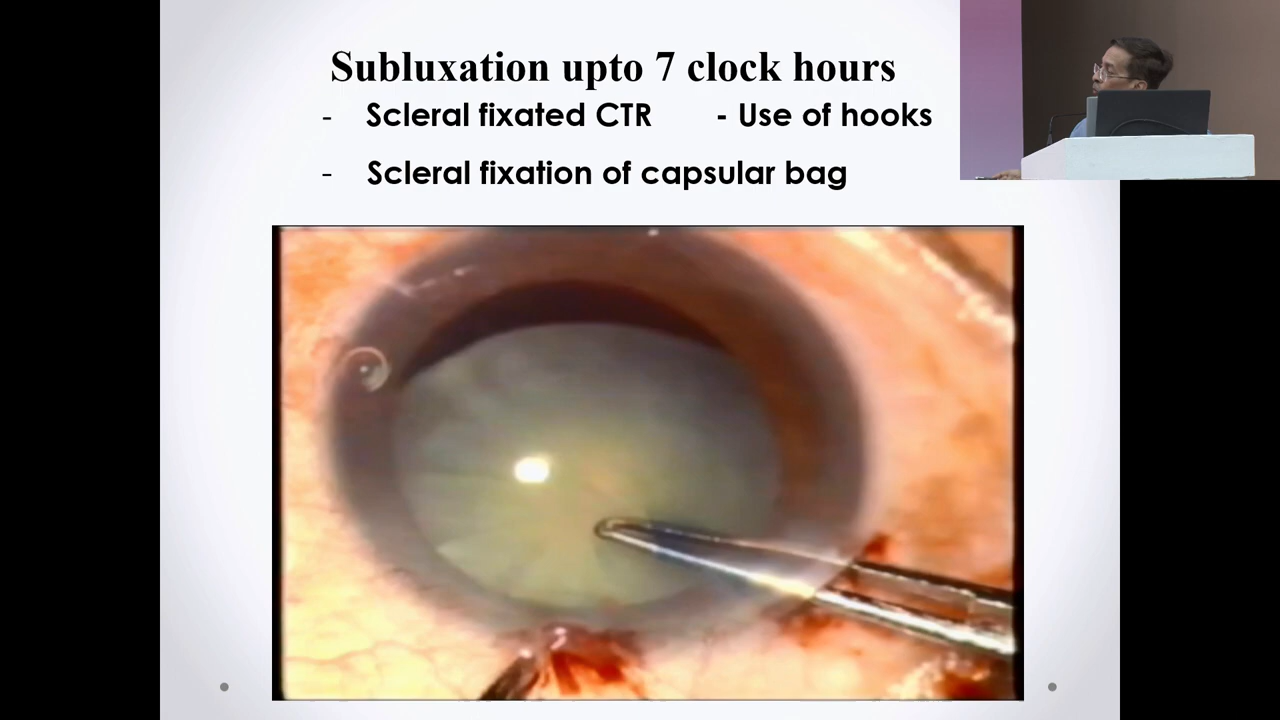 Subluxation upto 7 clock hours
- Scleral fixated CTR - Use of hooks
- Scleral fixation of capsular bag